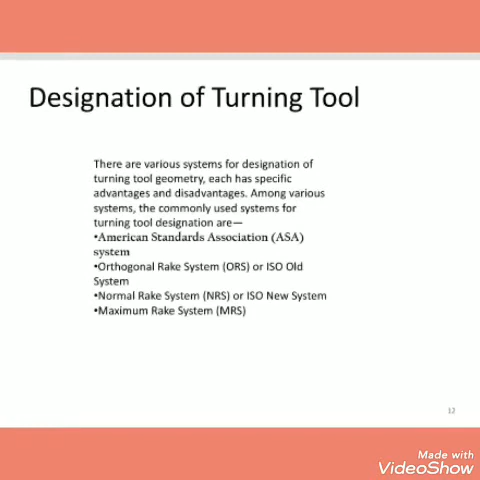 Designation of Turning Tool
There are various systems for designation of
turning tool geometry, each has specific
advantages and disadvantages. Among various
systems, the commonly used systems for
turning tool designation are—
•American Standards Association (ASA)
system
•Orthogonal Rake System (ORS) or ISO Old
System
•Normal Rake System (NRS) or ISO New System
•Maximum Rake System (MRS)
12
Made with
VideoShow